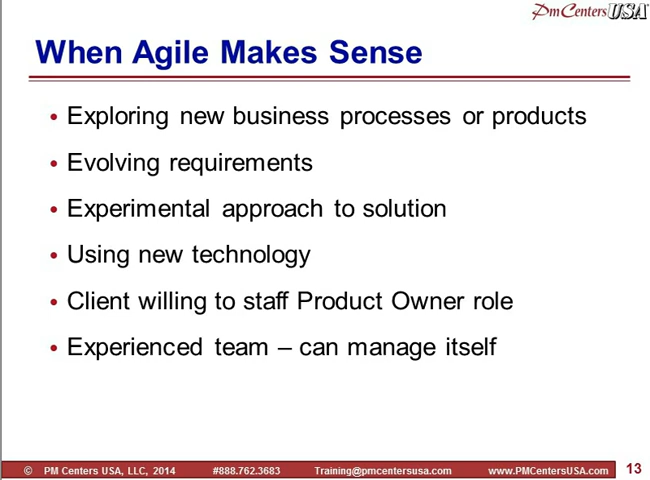 Pm Centers USA
When Agile Makes Sense
• Exploring new business processes or products
• Evolving requirements
• Experimental approach to solution
• Using new technology
• Client willing to staff Product Owner role
• Experienced team – can manage itself
© PM Centers USA, LLC, 2014 #888.762.3683 Training@pmcentersusa.com www.PMCentersUSA.com 13